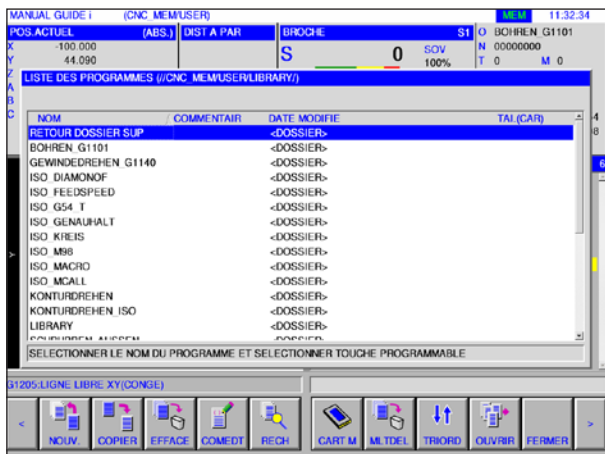 MANUAL GUIDE i (CNC_MEM/USER) MEM 11.32.34
POS.ACTUEL (ABS.) DIST A PAR BROCHE S1 O BOHREN_G1101
X -100.000 S 0 SOV 100% N 00000000
Y 44.090 T 0 M 0
Z LISTE DES PROGRAMMES (//CNC_MEM/USER/LIBRARY/)
A
B
C NOM / COMMENTAIR DATE MODIFIE TAI.(CAR)
RETOUR DOSSIER SUP <DOSSIER>
BOHREN_G1101 <DOSSIER>
GEWINDEDREHEN_G1140 <DOSSIER>
ISO_DIAMONOF <DOSSIER>
ISO_FEEDSPEED <DOSSIER>
ISO_G54_T <DOSSIER>
ISO_GENAUHALT <DOSSIER>
ISO_KREIS <DOSSIER>
ISO_M98 <DOSSIER>
ISO_MACRO <DOSSIER>
ISO_MCALL <DOSSIER>
KONTURDREHEN <DOSSIER>
KONTURDREHEN_ISO <DOSSIER>
LIBRARY <DOSSIER>
SELECTIONNER LE NOM DU PROGRAMME ET SELECTIONNER TOUCHE PROGRAMMABLE
G1205:LIGNE LIBRE XY(CONGE)
< NOUV. COPIER EFFACE COMEDT RECH CART M MLTDEL TRIORD OUVRIR FERMER >